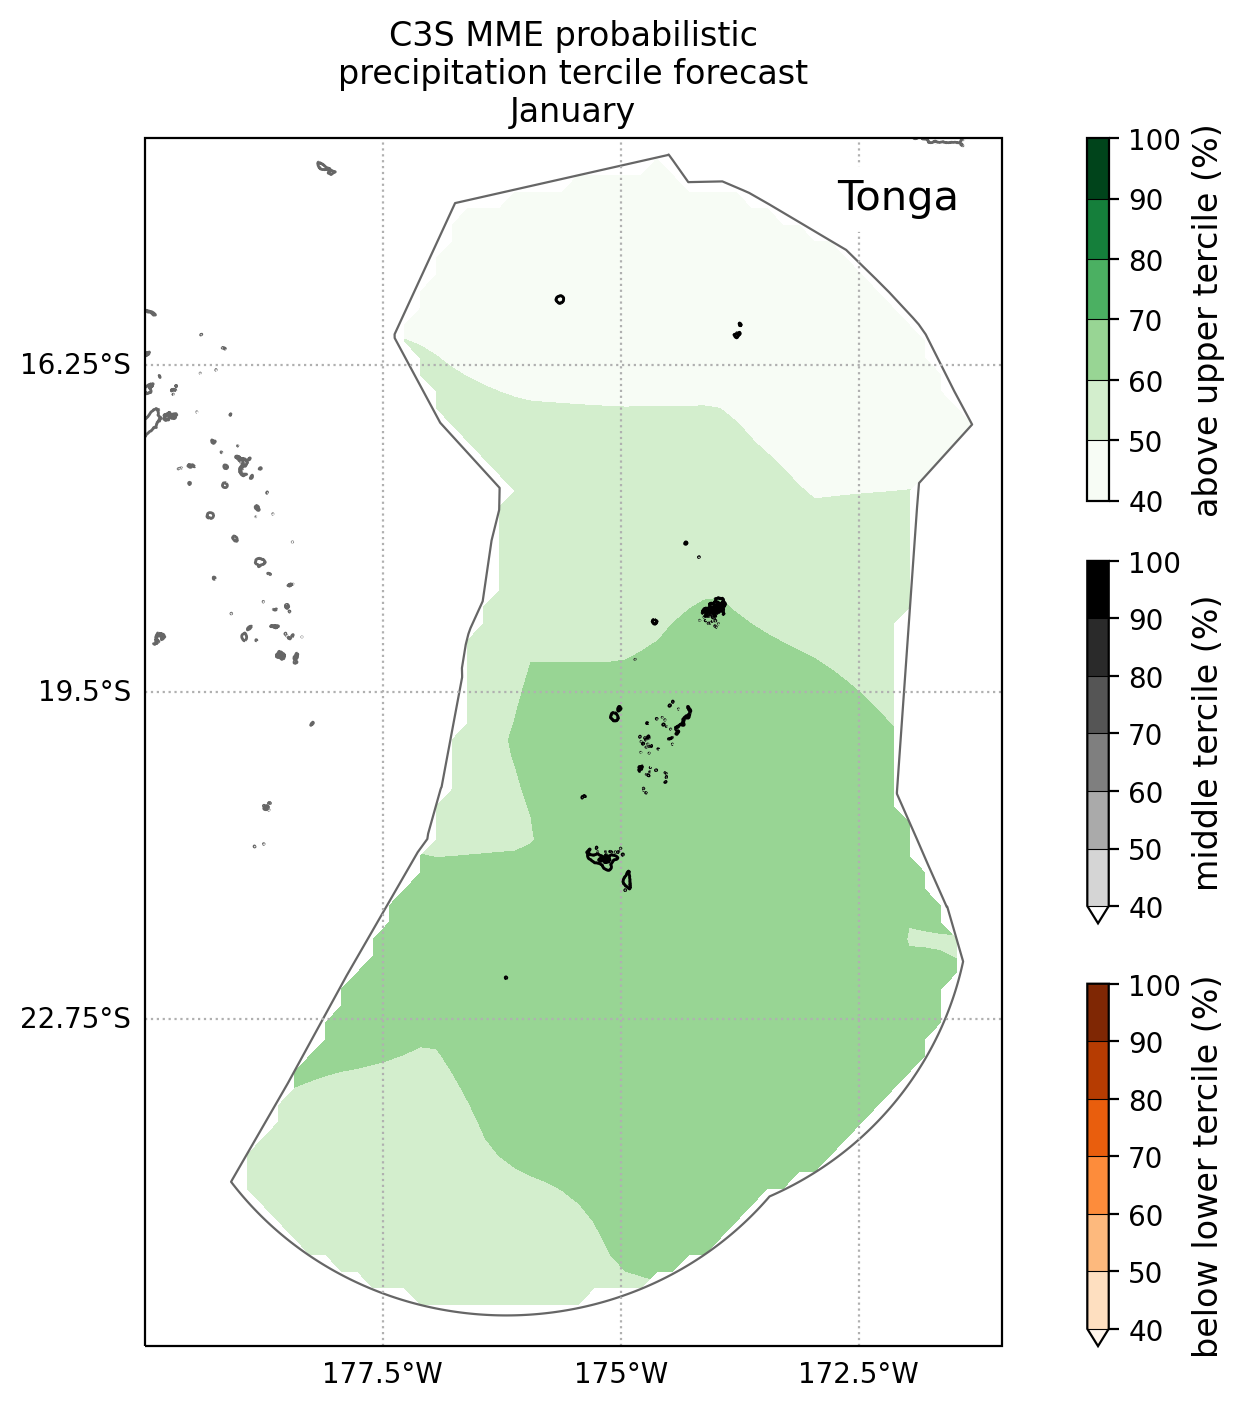 C3S MME probabilistic
precipitation tercile forecast
January
Tonga
16.25°S
19.5°S
22.75°S
177.5°W
175°W
172.5°W
100
90
80
70
60
50
40
above upper tercile (%)
100
90
80
70
60
50
40
middle tercile (%)
100
90
80
70
60
50
40
below lower tercile (%)